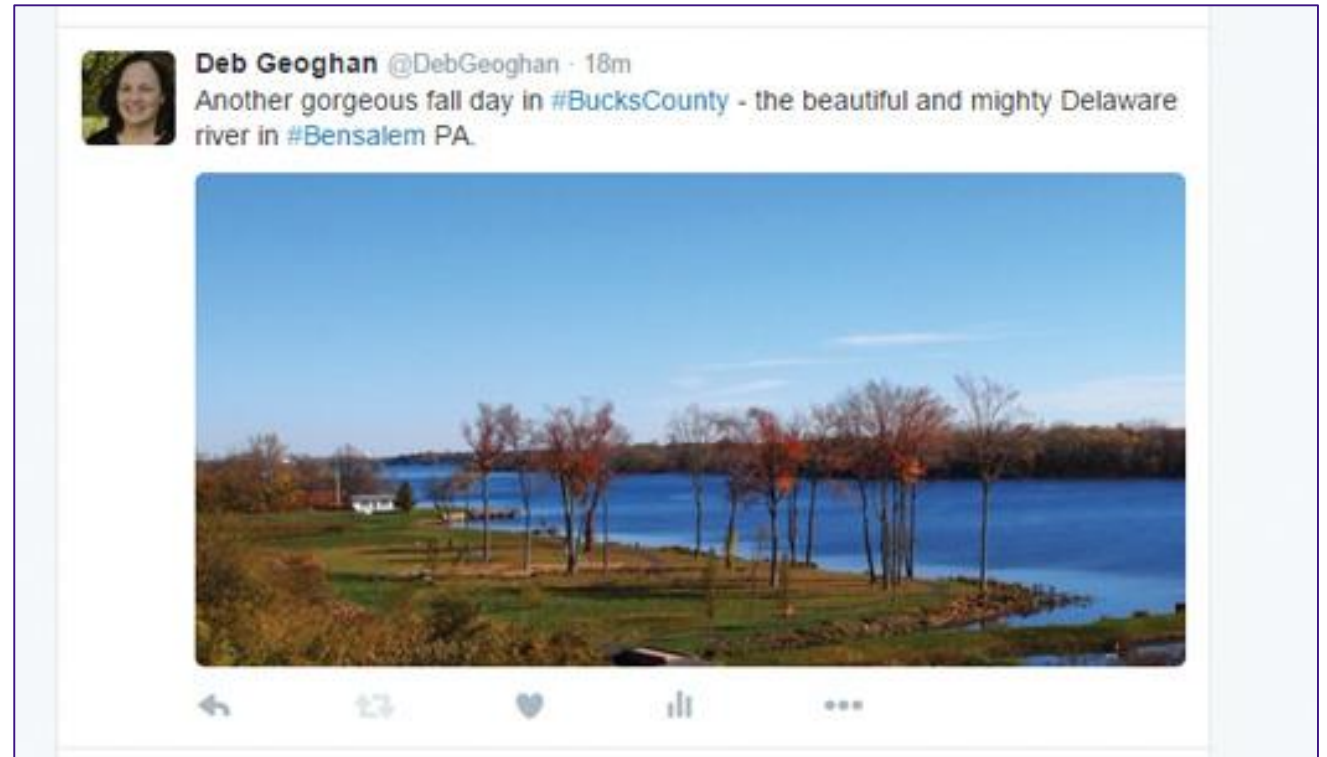 Deb Geoghan @DebGeoghan · 18m
Another gorgeous fall day in #BucksCounty - the beautiful and mighty Delaware
river in #Bensalem PA.